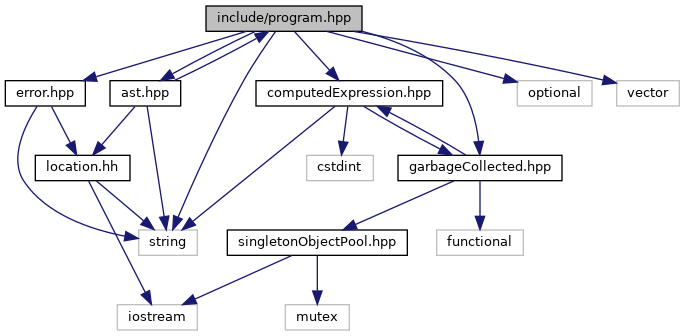 include/program.hpp
error.hpp
ast.hpp
computedExpression.hpp
optional
vector
location.hh
cstdint
garbageCollected.hpp
string
singletonObjectPool.hpp
functional
iostream
mutex